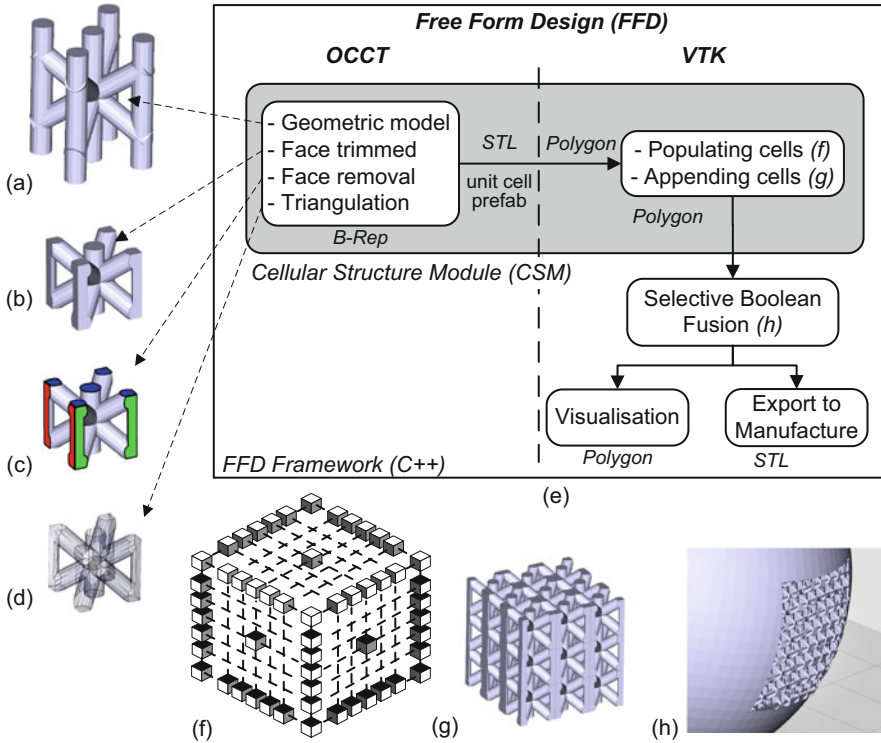 Free Form Design (FFD)
OCCT
VTK
- Geometric model
- Face trimmed
- Face removal
- Triangulation
B-Rep
STL
unit cell
prefab
Polygon
- Populating cells (f)
- Appending cells (g)
Polygon
Cellular Structure Module (CSM)
Selective Boolean
Fusion (h)
Visualisation
Polygon
Export to
Manufacture
STL
FFD Framework (C++)
(a)
(b)
(c)
(d)
(e)
(f)
(g)
(h)